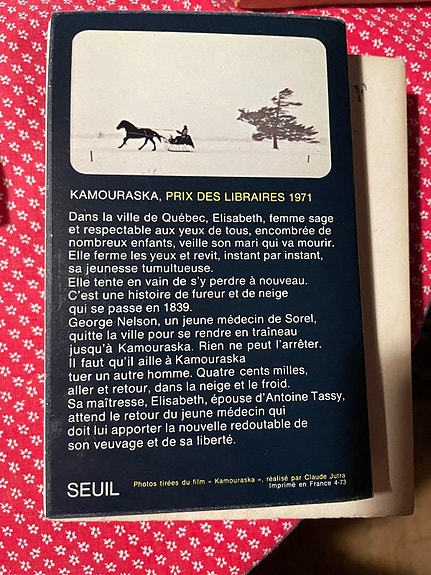 KAMOURASKA, PRIX DES LIBRAIRES 1971
Dans la ville de Québec, Elisabeth, femme sage
et respectable aux yeux de tous, encombrée de
nombreux enfants, veille son mari qui va mourir.
Elle ferme les yeux et revit, instant par instant,
sa jeunesse tumultueuse.
Elle tente en vain de s'y perdre à nouveau.
C'est une histoire de fureur et de neige
qui se passe en 1839.
George Nelson, un jeune médecin de Sorel,
quitte la ville pour se rendre en traîneau
jusqu'à Kamouraska. Rien ne peut l'arrêter.
Il faut qu'il aille à Kamouraska
tuer un autre homme. Quatre cents milles,
aller et retour, dans la neige et le froid.
Sa maîtresse, Elisabeth, épouse d'Antoine Tassy,
attend le retour du jeune médecin qui
doit lui apporter la nouvelle redoutable de
son veuvage et de sa liberté.
SEUIL
Photos tirées du film « Kamouraska », réalisé par Claude Jutra
Imprimé en France 4-73